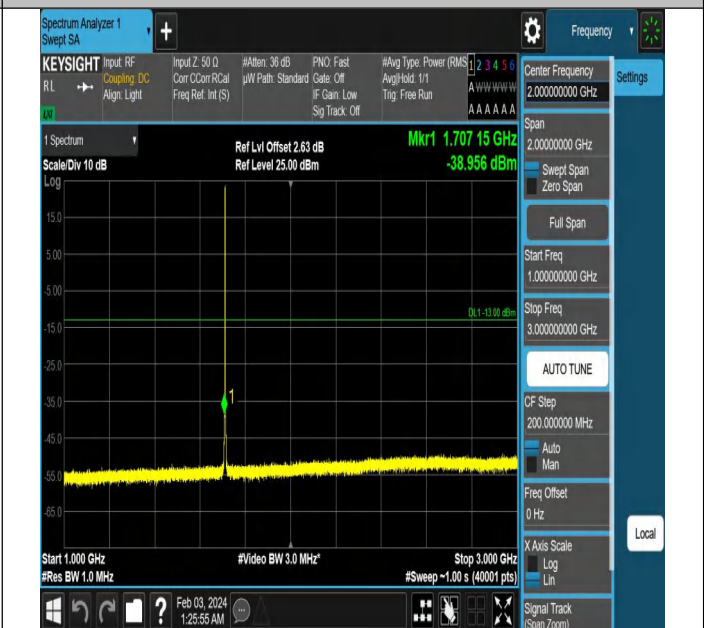 Spectrum Analyzer 1
Swept SA
+
Frequency
KEYSIGHT
RL
LXI
Input: RF
Coupling: DC
Align: Light
Input Z: 50 Ω
Corr CCorr RCal
Freq Ref: Int (S)
#Atten: 36 dB
µW Path: Standard
PNO: Fast
Gate: Off
IF Gain: Low
Sig Track: Off
#Avg Type: Power (RMS
Avg|Hold: 1/1
Trig: Free Run
1 2 3 4 5 6
A W W W W W
A A A A A A
1 Spectrum
Scale/Div 10 dB
Log
Ref Lvl Offset 2.63 dB
Ref Level 25.00 dBm
Mkr1 1.707 15 GHz
-38.956 dBm
15.0
5.00
-5.00
-15.0
-25.0
-35.0
-45.0
-55.0
-65.0
DL1 -13.00 dBm
1
Start 1.000 GHz
#Res BW 1.0 MHz
#Video BW 3.0 MHz*
Stop 3.000 GHz
#Sweep ~1.00 s (40001 pts)
?
Feb 03, 2024
1:25:55 AM
Center Frequency
2.000000000 GHz
Settings
Span
2.00000000 GHz
Swept Span
Zero Span
Full Span
Start Freq
1.000000000 GHz
Stop Freq
3.000000000 GHz
AUTO TUNE
CF Step
200.000000 MHz
Auto
Man
Freq Offset
0 Hz
Local
X Axis Scale
Log
Lin
Signal Track
(Span Zoom)